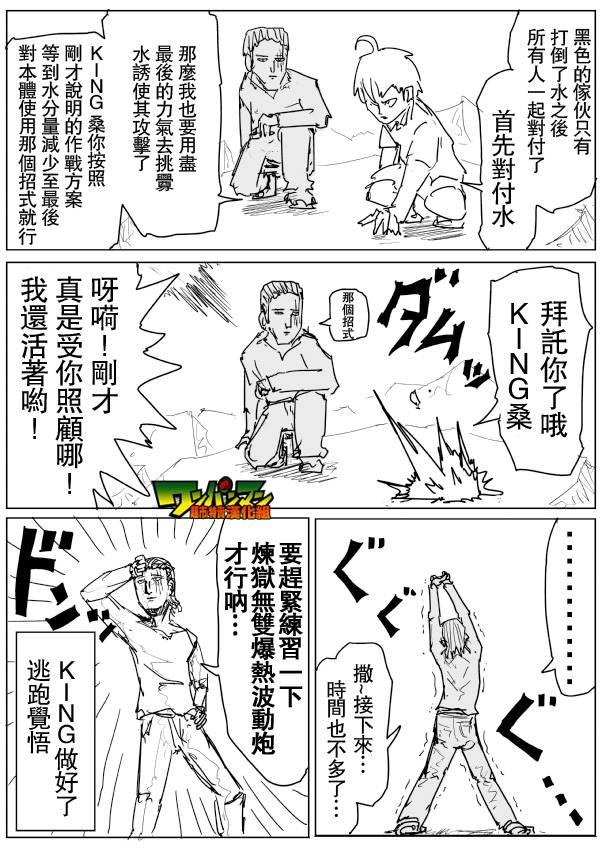 黑色的傢伙只有
打倒了水之後
所有人一起對付了
首先對付水
那麼我也要用盡
最後的力氣去挑釁
水誘使其攻擊了
KING桑你按照
剛才說明的作戰方案
等到水分量減少至最後
對本體使用那個招式就行
拜託你了哦
KING桑
ダムッ
那個招式
呀嗬！剛才
真是受你照顧哪！
我還活著喲！
ワンパンマン
漢化組
…………
ぐぐぐ
撒~接下來…
時間也不多了…
要趕緊練習一下
煉獄無雙爆熱波動炮
才行吶…
ドンッ
KING做好了
逃跑覺悟